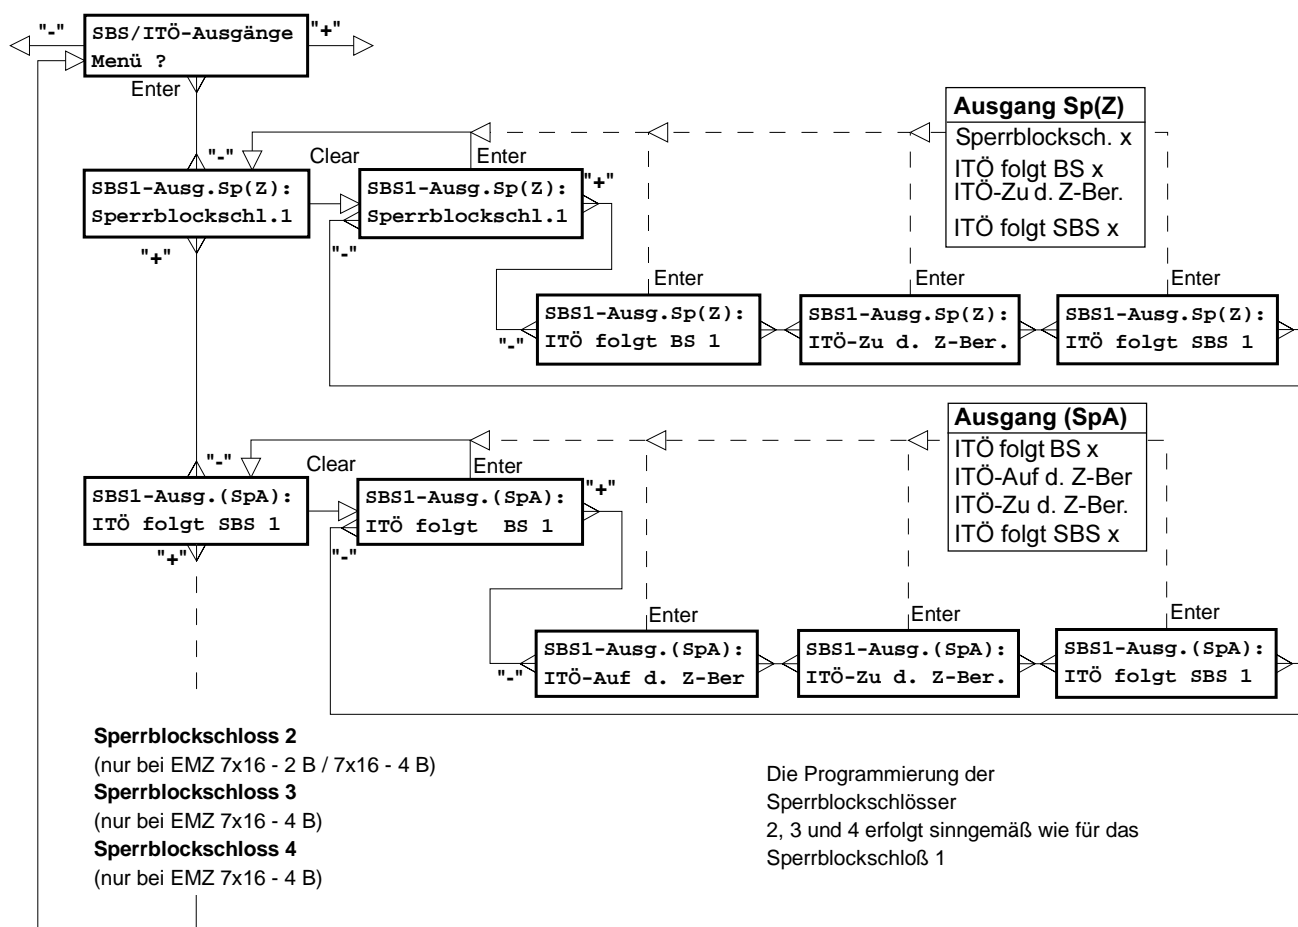 "-"
SBS/ITÖ-Ausgänge
Menü ?
"+"
Enter
Ausgang Sp(Z)
Sperrblocksch. x
ITÖ folgt BS x
ITÖ-Zu d. Z-Ber.
ITÖ folgt SBS x
"-"
Clear
Enter
SBS1-Ausg.Sp(Z):
Sperrblockschl.1
"+"
SBS1-Ausg.Sp(Z):
Sperrblockschl.1
"+"
"-"
Enter
Enter
Enter
SBS1-Ausg.Sp(Z):
ITÖ folgt BS 1
"-"
SBS1-Ausg.Sp(Z):
ITÖ-Zu d. Z-Ber.
SBS1-Ausg.Sp(Z):
ITÖ folgt SBS 1
Ausgang (SpA)
ITÖ folgt BS x
ITÖ-Auf d. Z-Ber
ITÖ-Zu d. Z-Ber.
ITÖ folgt SBS x
"-"
Clear
Enter
SBS1-Ausg.(SpA):
ITÖ folgt SBS 1
"+"
SBS1-Ausg.(SpA):
ITÖ folgt  BS 1
"+"
"-"
Enter
Enter
Enter
SBS1-Ausg.(SpA):
ITÖ-Auf d. Z-Ber
"-"
SBS1-Ausg.(SpA):
ITÖ-Zu d. Z-Ber.
SBS1-Ausg.(SpA):
ITÖ folgt SBS 1
Sperrblockschloss 2
(nur bei EMZ 7x16 - 2 B / 7x16 - 4 B)
Sperrblockschloss 3
(nur bei EMZ 7x16 - 4 B)
Sperrblockschloss 4
(nur bei EMZ 7x16 - 4 B)
Die Programmierung der
Sperrblockschlösser
2, 3 und 4 erfolgt sinngemäß wie für das
Sperrblockschloß 1